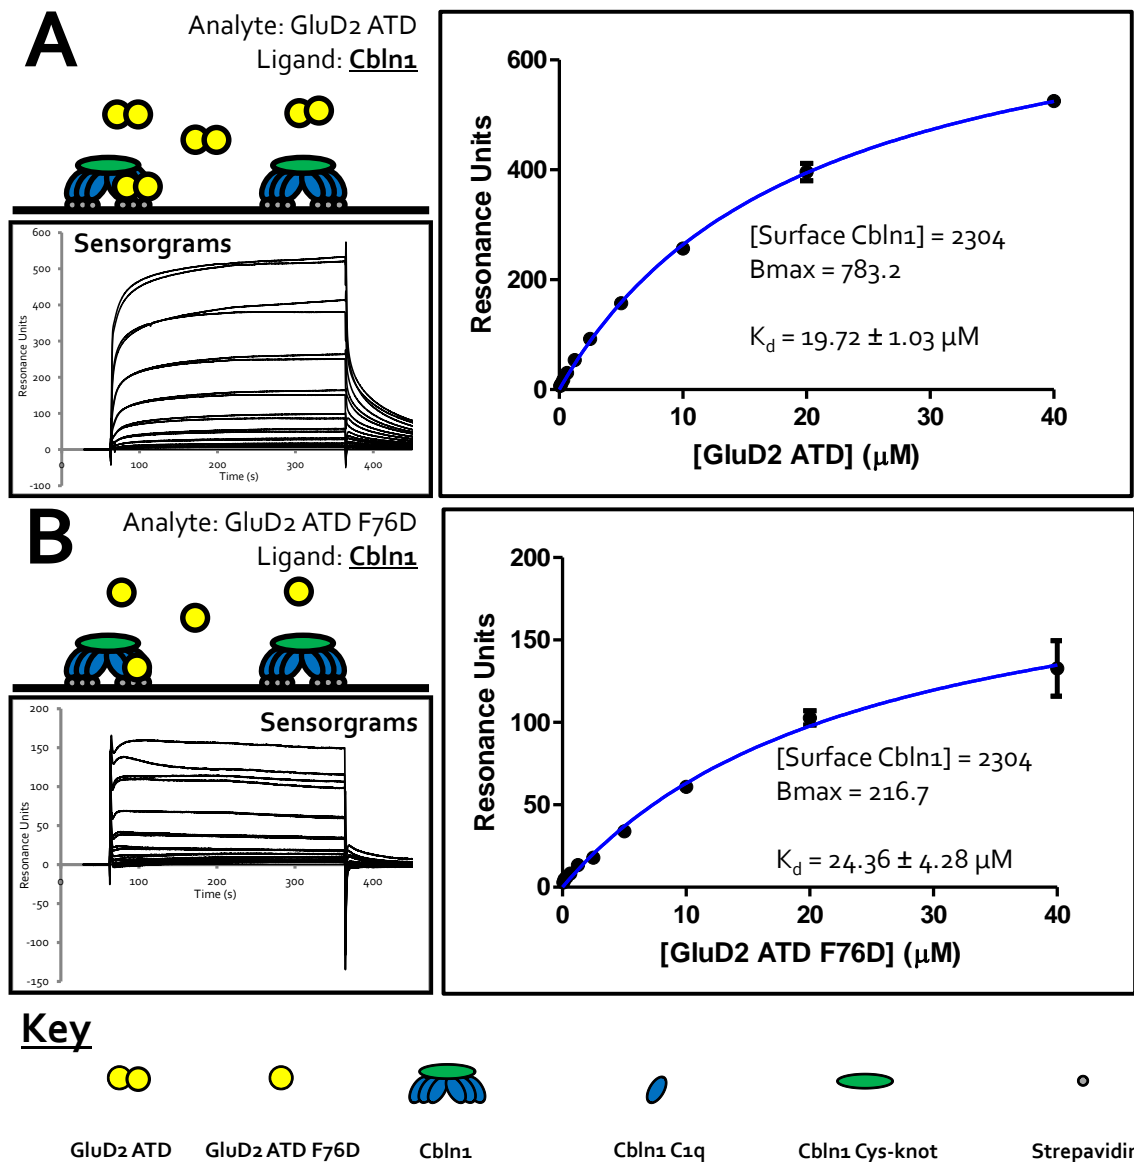 A
Analyte: GluD2 ATD
Ligand: Cbln1
Sensorgrams
Resonance Units
600
500
400
300
200
100
0
-100
0
100
200
300
400
Time (s)
Resonance Units
600
400
200
0
0
10
20
30
40
[GluD2 ATD] (μM)
[Surface Cbln1] = 2304
Bmax = 783.2
Kd = 19.72 ± 1.03 μM
B
Analyte: GluD2 ATD F76D
Ligand: Cbln1
Sensorgrams
Resonance Units
200
150
100
50
0
-50
-100
-150
0
100
200
300
400
Time (s)
Resonance Units
200
150
100
50
0
0
10
20
30
40
[GluD2 ATD F76D] (μM)
[Surface Cbln1] = 2304
Bmax = 216.7
Kd = 24.36 ± 4.28 μM
Key
GluD2 ATD
GluD2 ATD F76D
Cbln1
Cbln1 C1q
Cbln1 Cys-knot
Strepavidin